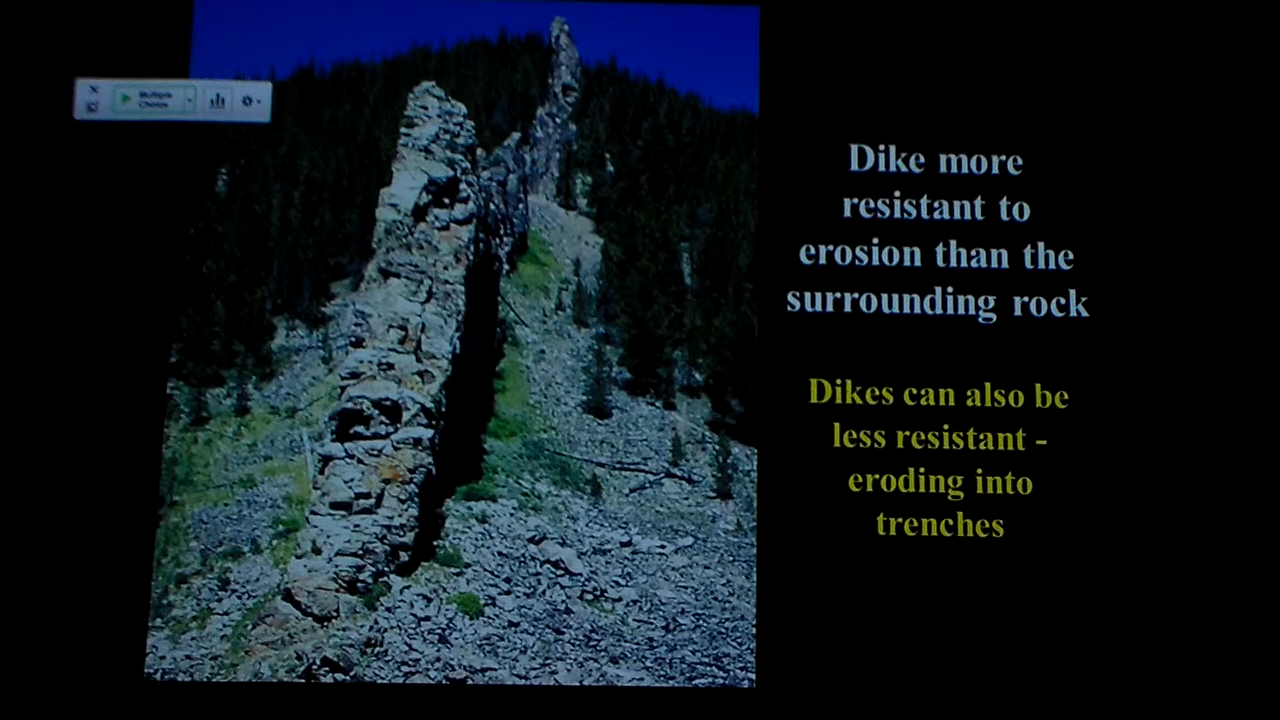 Multiple
Choice
Dike more
resistant to
erosion than the
surrounding rock
Dikes can also be
less resistant -
eroding into
trenches